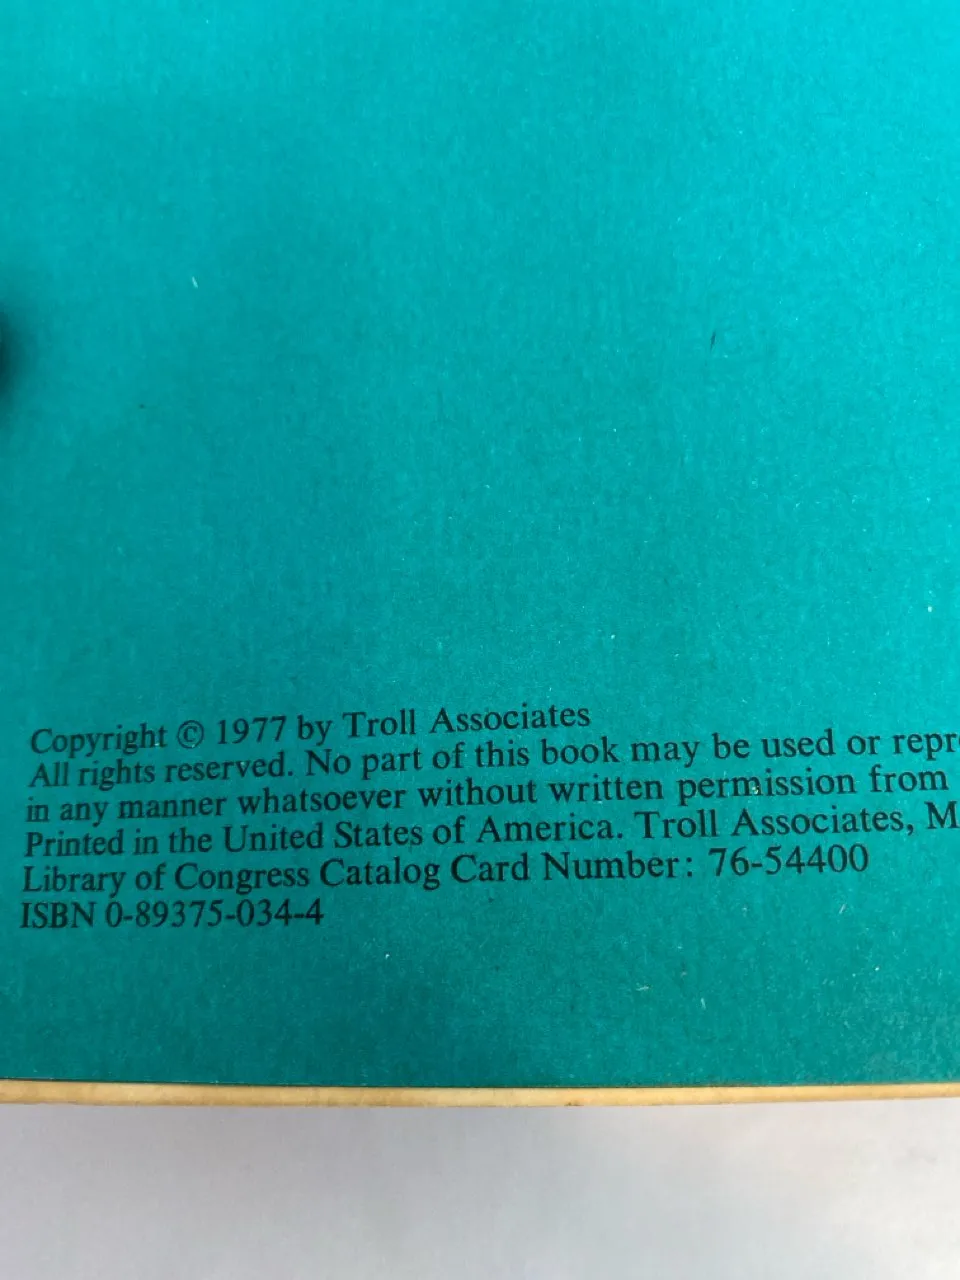 Copyright © 1977 by Troll Associates
All rights reserved. No part of this book may be used or repr
in any manner whatsoever without written permission from
Printed in the United States of America. Troll Associates, M
Library of Congress Catalog Card Number: 76-54400
ISBN 0-89375-034-4